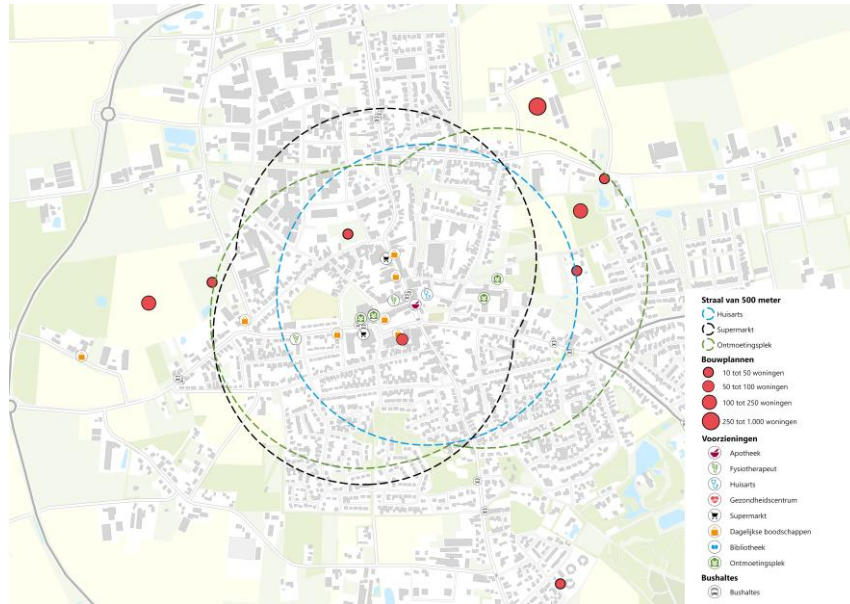 Straal van 500 meter
Huisarts
Supermarkt
Ontmoetingsplek
Bouwplannen
10 tot 50 woningen
50 tot 100 woningen
100 tot 250 woningen
250 tot 1.000 woningen
Voorzieningen
Apotheek
Fysiotherapeut
Huisarts
Gezondheidscentrum
Supermarkt
Dagelijkse boodschappen
Bibliotheek
Ontmoetingsplek
Bushaltes
Bushaltes